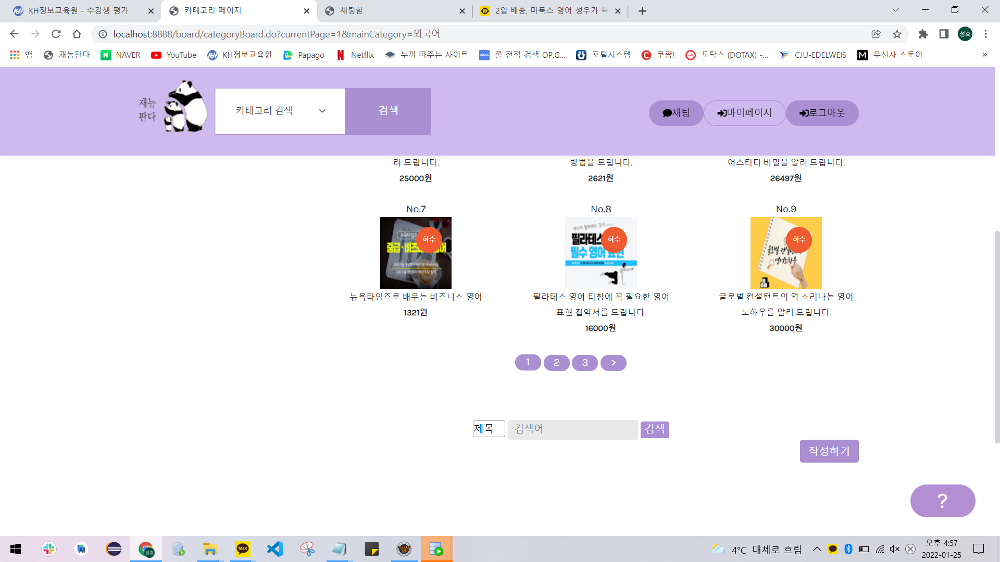 KH정보교육원 - 수강생 평가
카테고리 페이지
채팅함
2일 배송, 마독스 영어 성우가 녹
localhost:8888/board/categoryBoard.do?currentPage=1&mainCategory=외국어
성호
앱
재능판다
NAVER
YouTube
KH정보교육원
Papago
Netflix
누끼 따주는 사이트
롤 전적 검색 OP.G...
포털시스템
쿠팡!
도탁스 (DOTAX) -...
CJU-EDELWEIS
무신사 스토어
»
재능
판다
카테고리 검색
검색
채팅
마이페이지
로그아웃
려 드립니다.
25000원
방법을 드립니다.
2621원
어스터디 비밀을 알려 드립니다.
26497원
No.7
하수
뉴욕타임즈로 배우는 비즈니스 영어
1321원
No.8
필라테스
필수 영어 표현
하수
필라테스 영어 티칭에 꼭 필요한 영어
표현 집약서를 드립니다.
16000원
No.9
하수
글로벌 컨설턴트의 억 소리나는 영어
노하우를 알려 드립니다.
30000원
1 2 3 >
제목
검색어
검색
작성하기
?
TALK
4°C 대체로 흐림
오후 4:57
2022-01-25